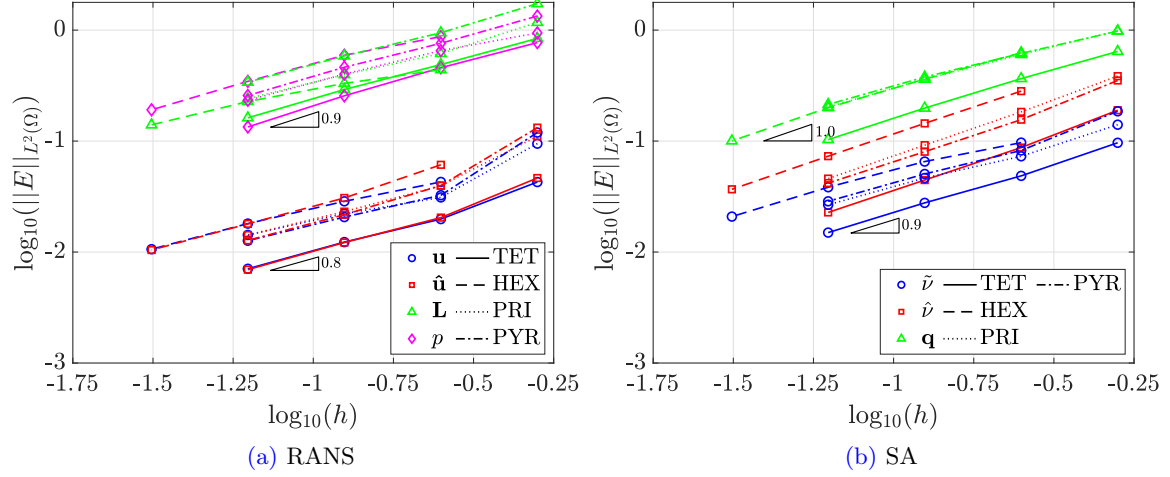 0
-1
-2
-3
log₁₀(||E||_{L²(Ω)})
0.9
0.8
u TET
û HEX
L PRI
p PYR
-1.75 -1.5 -1.25 -1 -0.75 -0.5 -0.25
log₁₀(h)
(a) RANS
0
-1
-2
-3
log₁₀(||E||_{L²(Ω)})
1.0
0.9
ν̃ TET PYR
ν̂ HEX
q PRI
-1.75 -1.5 -1.25 -1 -0.75 -0.5 -0.25
log₁₀(h)
(b) SA